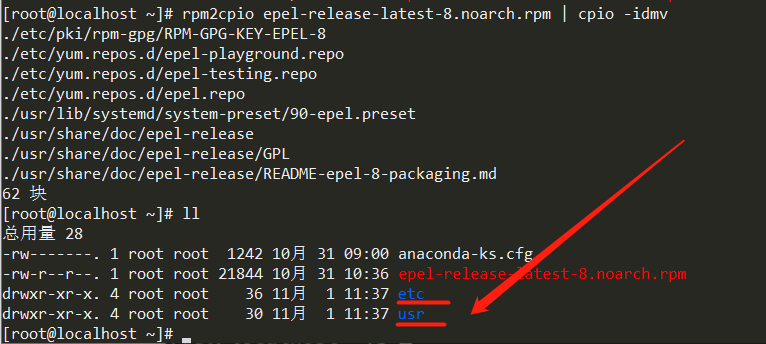 [root@localhost ~]# rpm2cpio epel-release-latest-8.noarch.rpm | cpio -idmv
./etc/pki/rpm-gpg/RPM-GPG-KEY-EPEL-8
./etc/yum.repos.d/epel-playground.repo
./etc/yum.repos.d/epel-testing.repo
./etc/yum.repos.d/epel.repo
./usr/lib/systemd/system-preset/90-epel.preset
./usr/share/doc/epel-release
./usr/share/doc/epel-release/GPL
./usr/share/doc/epel-release/README-epel-8-packaging.md
62 块
[root@localhost ~]# ll
总用量 28
-rw-------. 1 root root  1242 10月 31 09:00 anaconda-ks.cfg
-rw-r--r--. 1 root root 21844 10月 31 10:36 epel-release-latest-8.noarch.rpm
drwxr-xr-x. 4 root root    36 11月  1 11:37 etc
drwxr-xr-x. 4 root root    30 11月  1 11:37 usr
[root@localhost ~]#